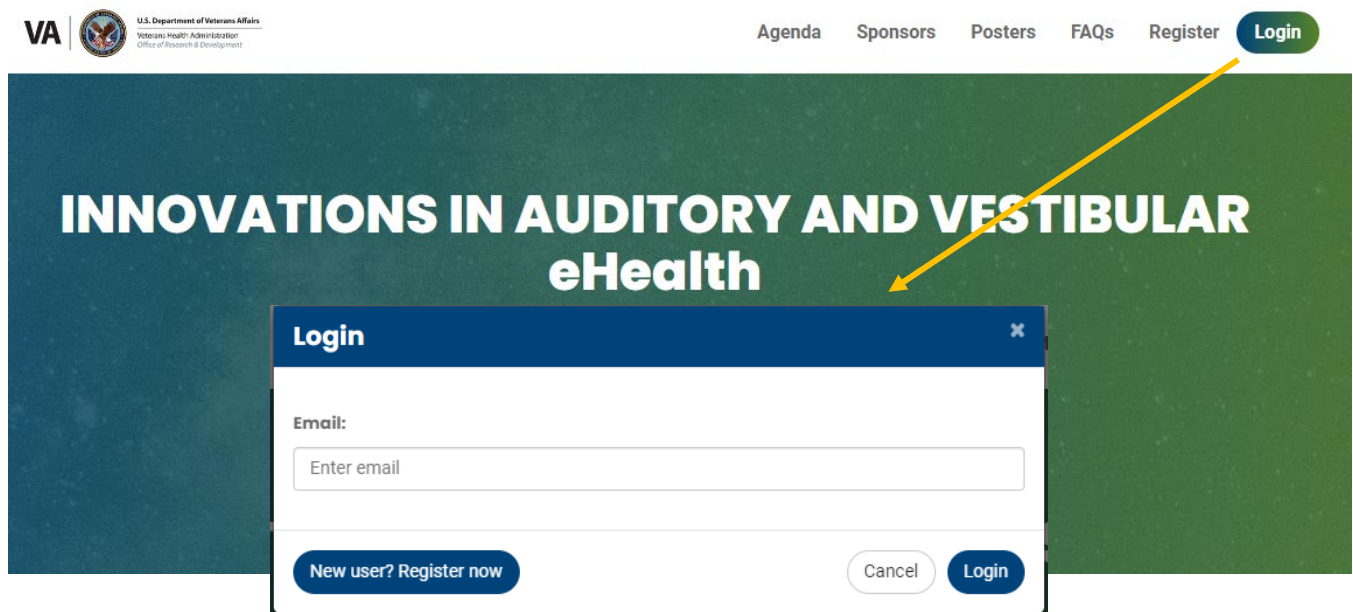 VA
U.S. Department of Veterans Affairs
Veterans Health Administration
Office of Research & Development
Agenda Sponsors Posters FAQs Register Login
INNOVATIONS IN AUDITORY AND VESTIBULAR
eHealth
Login ×
Email:
Enter email
New user? Register now Cancel Login